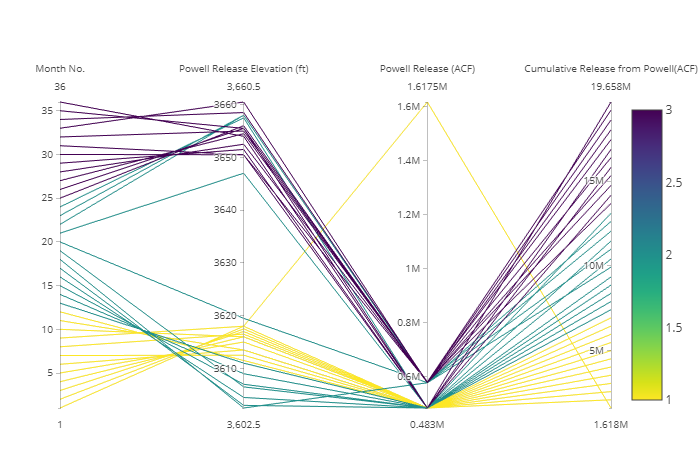 Month No. Powell Release Elevation (ft) Powell Release (ACF) Cumulative Release from Powell(ACF)
36 3,660.5 1.6175M 19.658M
35
30
25
20
15
10
5
3660
3650
3640
3630
3620
3610
1.6M
1.4M
1.2M
1M
0.8M
0.6M
15M
10M
5M
3
2.5
2
1.5
1
1 3,602.5 0.483M 1.618M